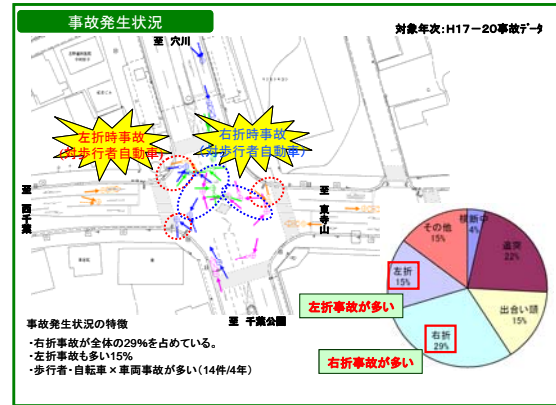 事故発生状況
対象年次：H17－20事故ﾃﾞｰﾀ
至 穴川
左折時事故
（対歩行者自動車）
右折時事故
（対歩行者自動車）
至 西千葉
至 東寺山
至 千葉公園
横断中
4%
追突
22%
出合い頭
15%
右折
29%
左折
15%
その他
15%
左折事故が多い
右折事故が多い
事故発生状況の特徴
・右折事故が全体の29%を占めている。
・左折事故も多い15%
・歩行者・自転車×車両事故が多い（14件/4年）